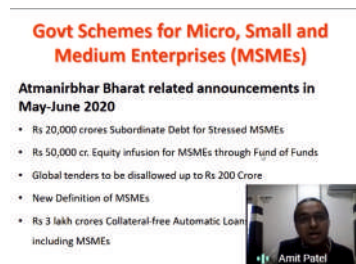 Govt Schemes for Micro, Small and
Medium Enterprises (MSMEs)
Atmanirbhar Bharat related announcements in
May-June 2020
• Rs 20,000 crores Subordinate Debt for Stressed MSMEs
• Rs 50,000 cr. Equity infusion for MSMEs through Fund of Funds
• Global tenders to be disallowed up to Rs 200 Crore
• New Definition of MSMEs
• Rs 3 lakh crores Collateral-free Automatic Loan
including MSMEs
Amit Patel